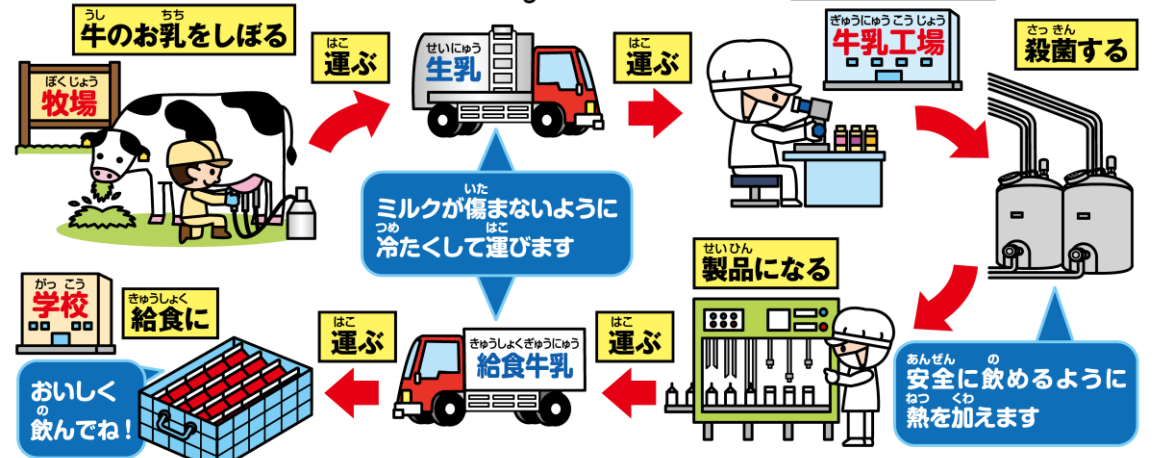 うし ちち
牛のお乳をしぼる
ぼくじょう
牧場
はこ
運ぶ
せいにゅう
生乳
はこ
運ぶ
ぎゅうにゅう こう じょう
牛乳工場
さっ きん
殺菌する
いた
ミルクが傷まないように
つめ はこ
冷たくして運びます
あんぜん の
安全に飲めるように
ねつ くわ
熱を加えます
せいひん
製品になる
はこ
運ぶ
きゅうしょくぎゅうにゅう
給食牛乳
はこ
運ぶ
がっ こう
学校
きゅうしょく
給食に
おいしく
の
飲んでね!